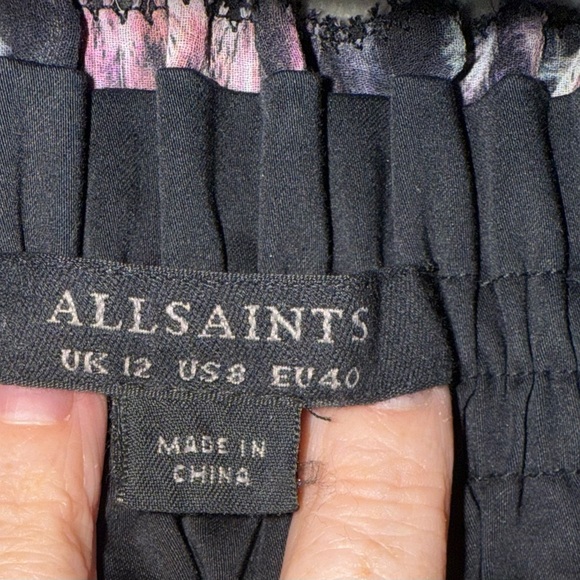 ALLSAINTS
UK 12 US 8 EU 40
MADE IN
CHINA